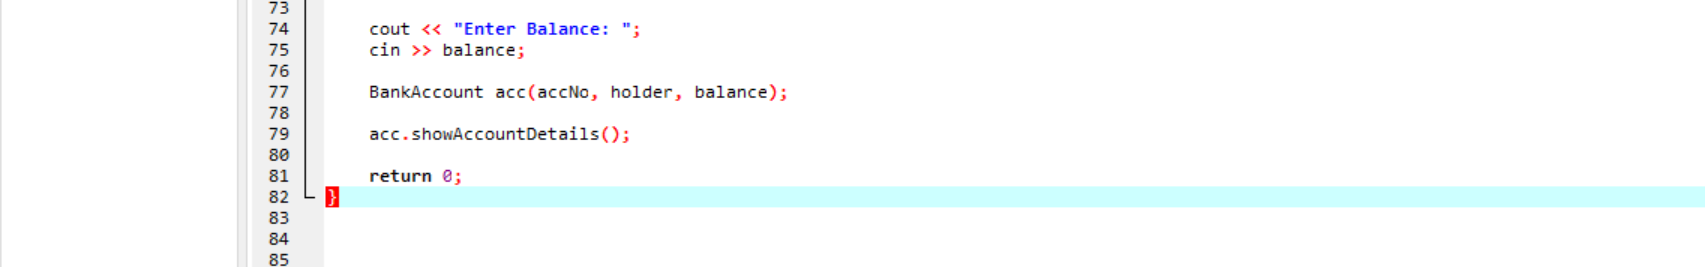 73
74 cout << "Enter Balance: ";
75 cin >> balance;
76
77 BankAccount acc(accNo, holder, balance);
78
79 acc.showAccountDetails();
80
81 return 0;
82 }
83
84
85